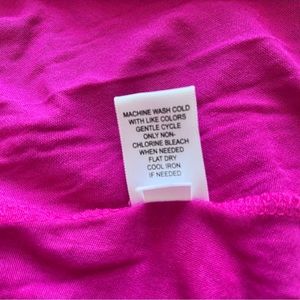 MACHINE WASH COLD
WITH LIKE COLORS
GENTLE CYCLE
ONLY NON-
CHLORINE BLEACH
WHEN NEEDED
FLAT DRY
COOL IRON
IF NEEDED